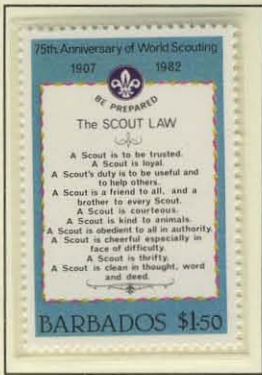 75th Anniversary of World Scouting
1907 1982
BE PREPARED
The SCOUT LAW
A Scout is to be trusted.
A Scout is loyal.
A Scout's duty is to be useful and
to help others.
A Scout is a friend to all, and a
brother to every Scout.
A Scout is courteous.
A Scout is kind to animals.
A Scout is obedient to all in authority.
A Scout is cheerful especially in
face of difficulty.
A Scout is thrifty.
A Scout is clean in thought, word
and deed.
BARBADOS $1.50